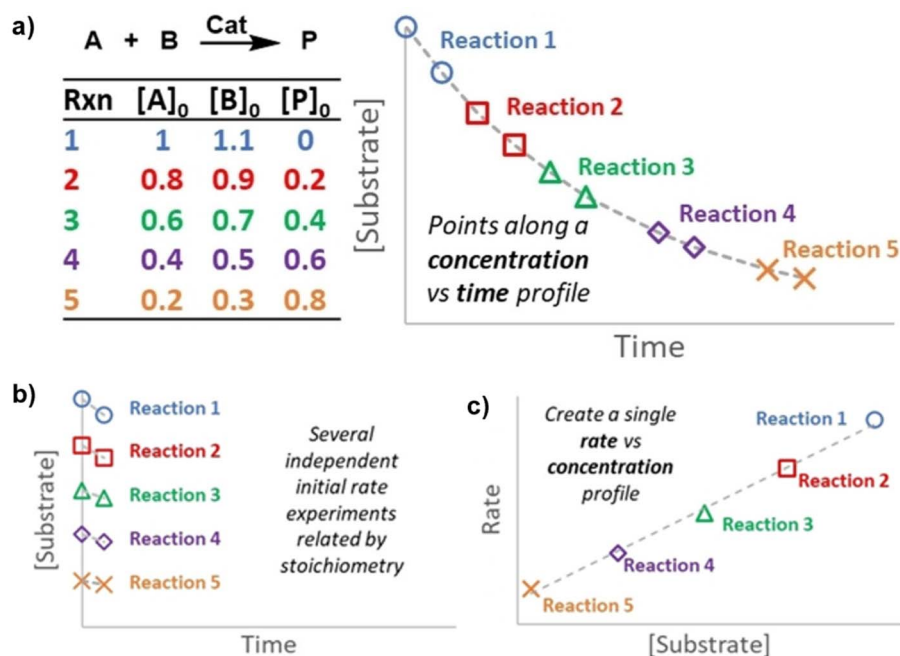 a)
A + B Cat P
Rxn [A]0 [B]0 [P]0
1 1 1.1 0
2 0.8 0.9 0.2
3 0.6 0.7 0.4
4 0.4 0.5 0.6
5 0.2 0.3 0.8
[Substrate]
Reaction 1
Reaction 2
Reaction 3
Reaction 4
Reaction 5
Points along a
concentration
vs time profile
Time
b)
[Substrate]
Reaction 1
Reaction 2
Reaction 3
Reaction 4
Reaction 5
Several
independent
initial rate
experiments
related by
stoichiometry
Time
c)
Rate
Create a single
rate vs
concentration
profile
Reaction 1
Reaction 2
Reaction 3
Reaction 4
Reaction 5
[Substrate]